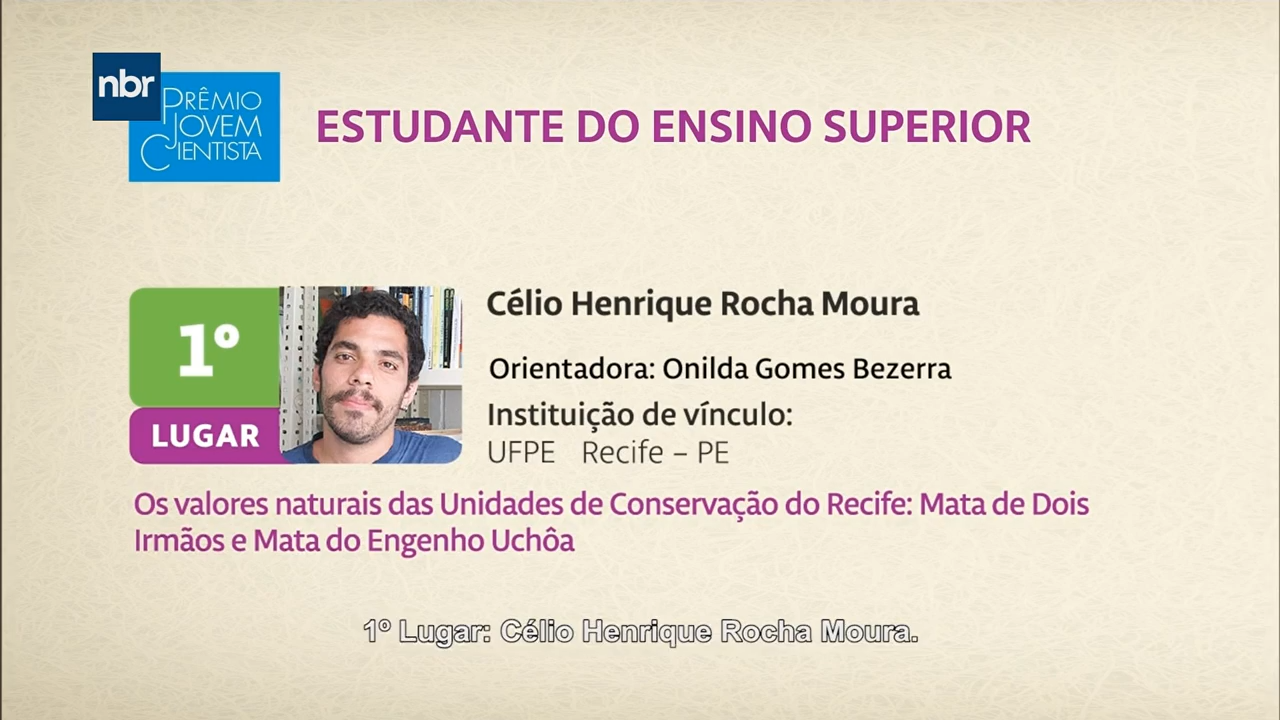 nbr
PRÊMIO
JOVEM
CIENTISTA
ESTUDANTE DO ENSINO SUPERIOR
1º
LUGAR
Célio Henrique Rocha Moura
Orientadora: Onilda Gomes Bezerra
Instituição de vínculo:
UFPE Recife – PE
Os valores naturais das Unidades de Conservação do Recife: Mata de Dois
Irmãos e Mata do Engenho Uchôa
1º Lugar: Célio Henrique Rocha Moura.